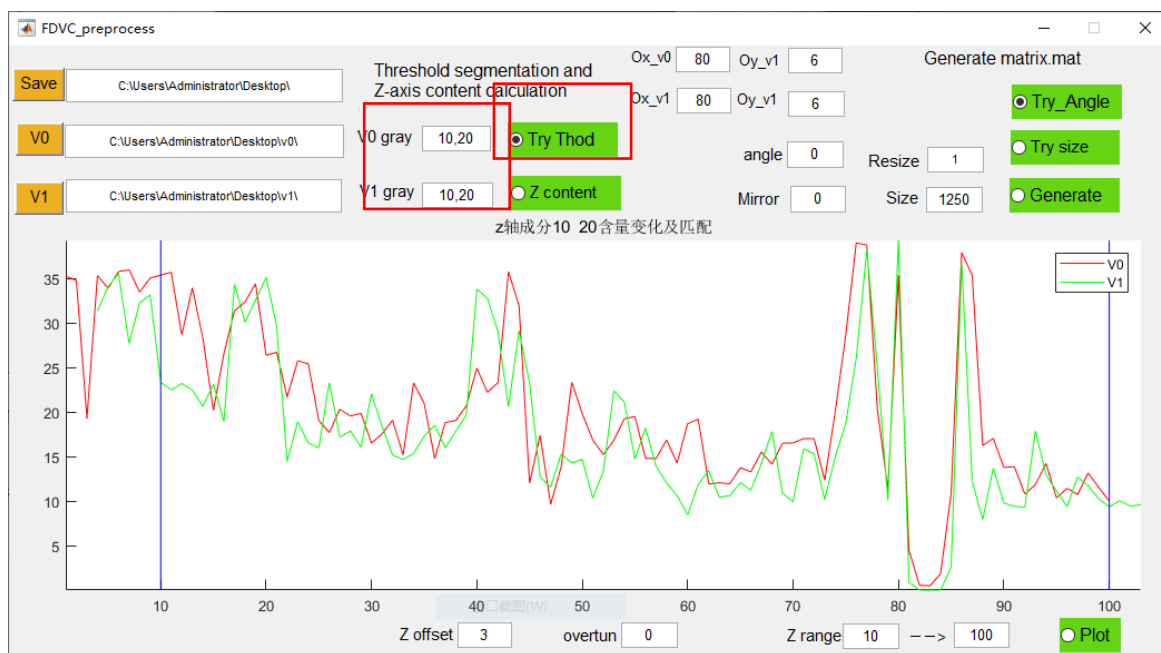 FDVC_preprocess
Save
C:\Users\Administrator\Desktop\
Threshold segmentation and
Z-axis content calculation
Ox_v0 80 Oy_v1 6
Generate matrix.mat
Ox_v1 80 Oy_v1 6
Try_Angle
V0
C:\Users\Administrator\Desktop\v0\
V0 gray 10,20
Try Thod
angle 0
Resize 1
Try size
V1
C:\Users\Administrator\Desktop\v1\
V1 gray 10,20
Z content
Mirror 0
Size 1250
Generate
z轴成分10 20含量变化及匹配
V0
V1
35
30
25
20
15
10
5
10 20 30 40 50 60 70 80 90 100
口截图(W)
Z offset 3 overtun 0 Z range 10 --> 100 Plot